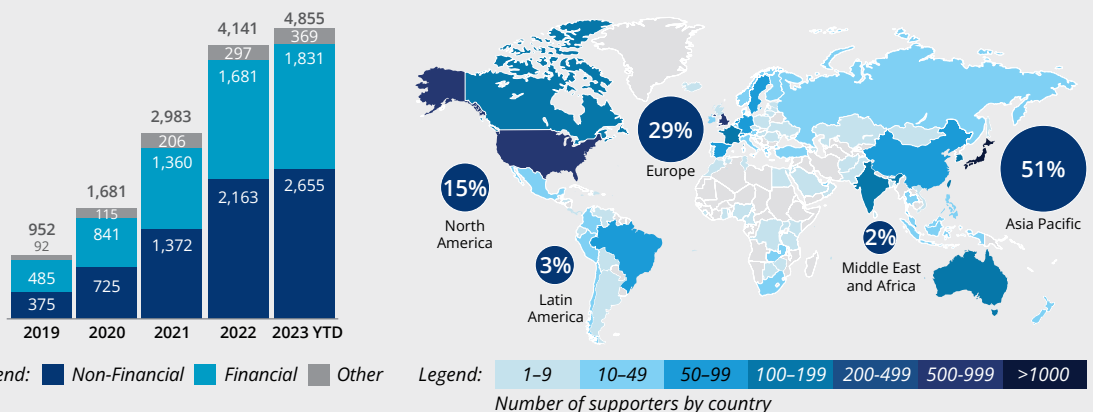 952
92
485
375
1,681
115
841
725
2,983
206
1,360
1,372
4,141
297
1,681
2,163
4,855
369
1,831
2,655
2019 2020 2021 2022 2023 YTD
end: Non-Financial Financial Other
15%
North
America
29%
Europe
51%
Asia Pacific
3%
Latin
America
2%
Middle East
and Africa
Legend: 1–9 10–49 50–99 100–199 200-499 500-999 >1000
Number of supporters by country